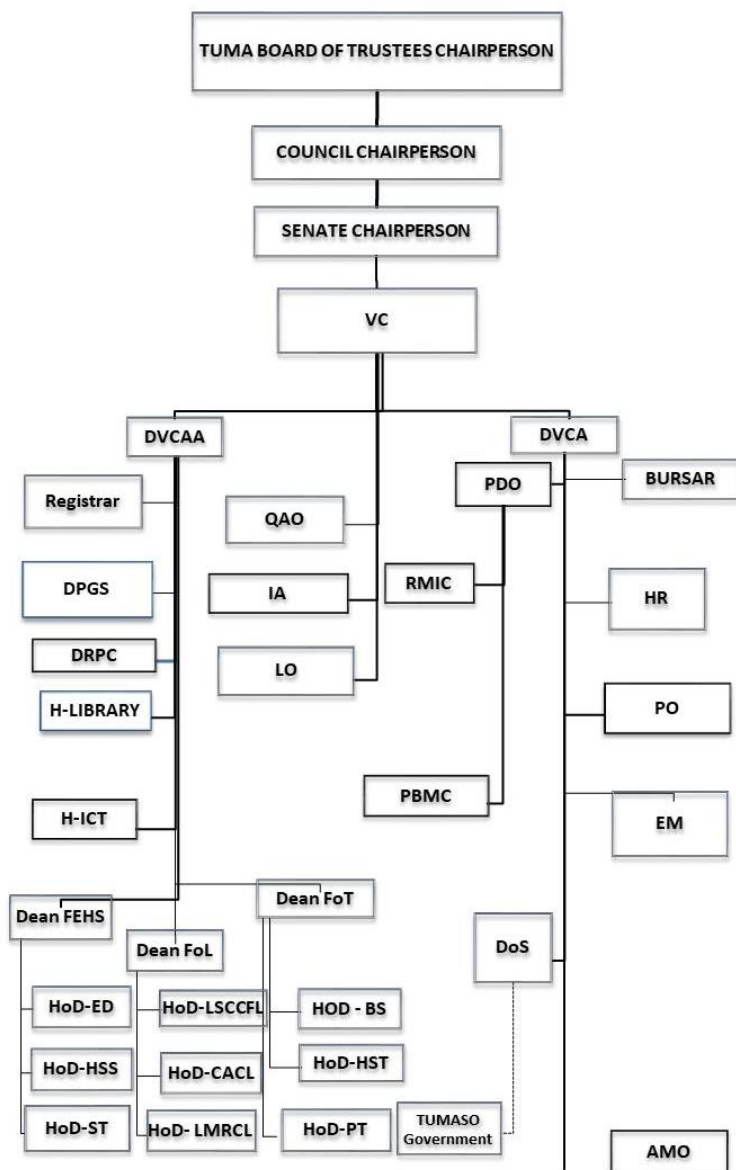 TUMA BOARD OF TRUSTEES CHAIRPERSON
COUNCIL CHAIRPERSON
SENATE CHAIRPERSON
VC
DVCAA
DVCA
Registrar
DPGS
DRPC
H-LIBRARY
H-ICT
QAO
IA
LO
PDO
RMIC
PBMC
BURSAR
HR
PO
EM
Dean FEHS
Dean FoL
Dean FoT
DoS
HoD-ED
HoD-HSS
HoD-ST
HoD-LSCCFL
HoD-CACL
HoD- LMRCL
HOD - BS
HoD-HST
HoD-PT
TUMASO
Government
AMO